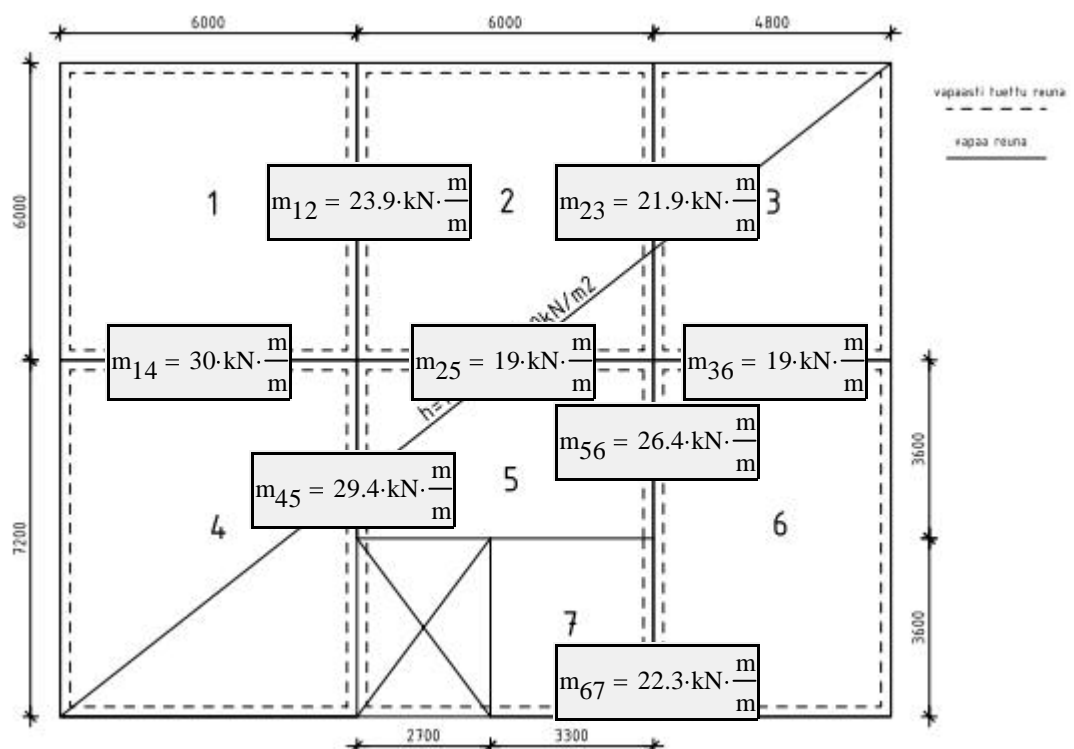 6000 6000 4800
vapaasti tuettu reuna
vapaa reuna
6000
1
m12 = 23.9·kN·m/m
2
m23 = 21.9·kN·m/m
3
kN/m2
m14 = 30·kN·m/m
m25 = 19·kN·m/m
m36 = 19·kN·m/m
h=
m56 = 26.4·kN·m/m
3600
m45 = 29.4·kN·m/m
5
4
6
7200
7
3600
m67 = 22.3·kN·m/m
2700 3300